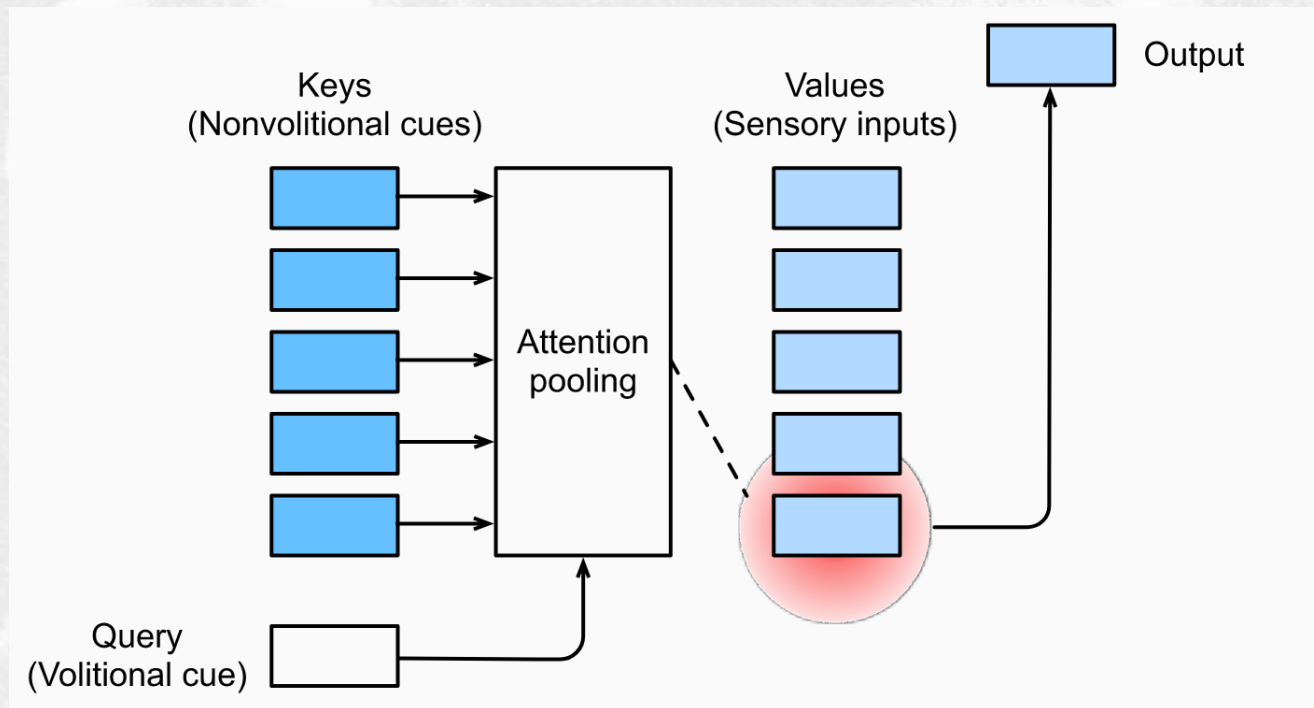 Output
Keys
(Nonvolitional cues)
Values
(Sensory inputs)
Attention
pooling
Query
(Volitional cue)